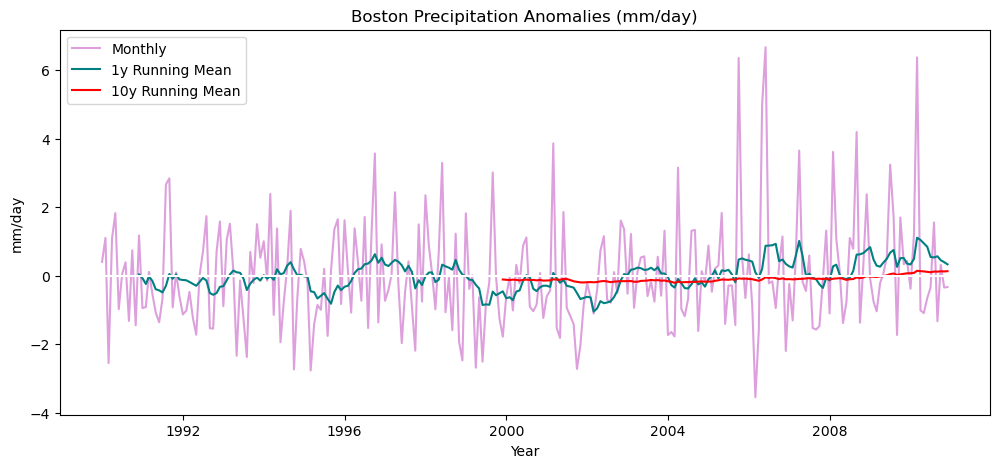 Boston Precipitation Anomalies (mm/day)
Monthly
1y Running Mean
10y Running Mean
6
4
2
0
−2
−4
mm/day
1992 1996 2000 2004 2008
Year